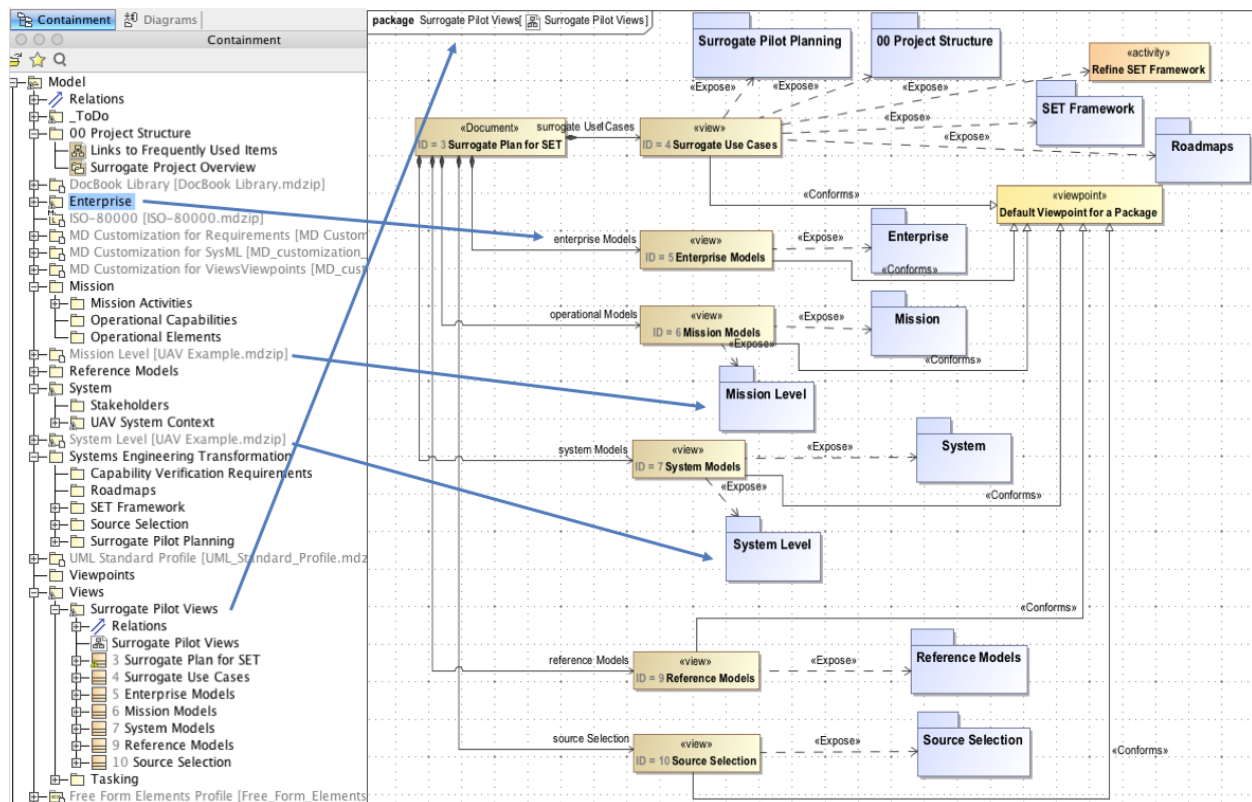 Containment
Diagrams
Containment
Model
Relations
_ToDo
00 Project Structure
Links to Frequently Used Items
Surrogate Project Overview
DocBook Library [DocBook Library.mdzip]
Enterprise
ISO-80000 [ISO-80000.mdzip]
MD Customization for Requirements [MD Custom
MD Customization for SysML [MD_customization_
MD Customization for ViewsViewpoints [MD_cust
Mission
Mission Activities
Operational Capabilities
Operational Elements
Mission Level [UAV Example.mdzip]
Reference Models
System
Stakeholders
UAV System Context
System Level [UAV Example.mdzip]
Systems Engineering Transformation
Capability Verification Requirements
Roadmaps
SET Framework
Source Selection
Surrogate Pilot Planning
UML Standard Profile [UML_Standard_Profile.mdz
Viewpoints
Views
Surrogate Pilot Views
Relations
Surrogate Pilot Views
3 Surrogate Plan for SET
4 Surrogate Use Cases
5 Enterprise Models
6 Mission Models
7 System Models
9 Reference Models
10 Source Selection
Tasking
Free Form Elements Profile [Free_Form_Elements
package Surrogate Pilot Views[ Surrogate Pilot Views]
Surrogate Pilot Planning
00 Project Structure
«activity»
Refine SET Framework
SET Framework
Roadmaps
«Expose»
«Expose»
«Expose»
«Expose»
«Expose»
«Document»
ID = 3 Surrogate Plan for SET
surrogate Use Cases
«view»
ID = 4 Surrogate Use Cases
«Conforms»
«viewpoint»
Default Viewpoint for a Package
enterprise Models
«view»
ID = 5 Enterprise Models
«Expose»
Enterprise
«Conforms»
operational Models
«view»
ID = 6 Mission Models
«Expose»
Mission
«Expose»
«Conforms»
Mission Level
system Models
«view»
ID = 7 System Models
«Expose»
System
«Expose»
«Conforms»
System Level
«Conforms»
reference Models
«view»
ID = 9 Reference Models
«Expose»
Reference Models
source Selection
«view»
ID = 10 Source Selection
«Expose»
Source Selection
«Conforms»